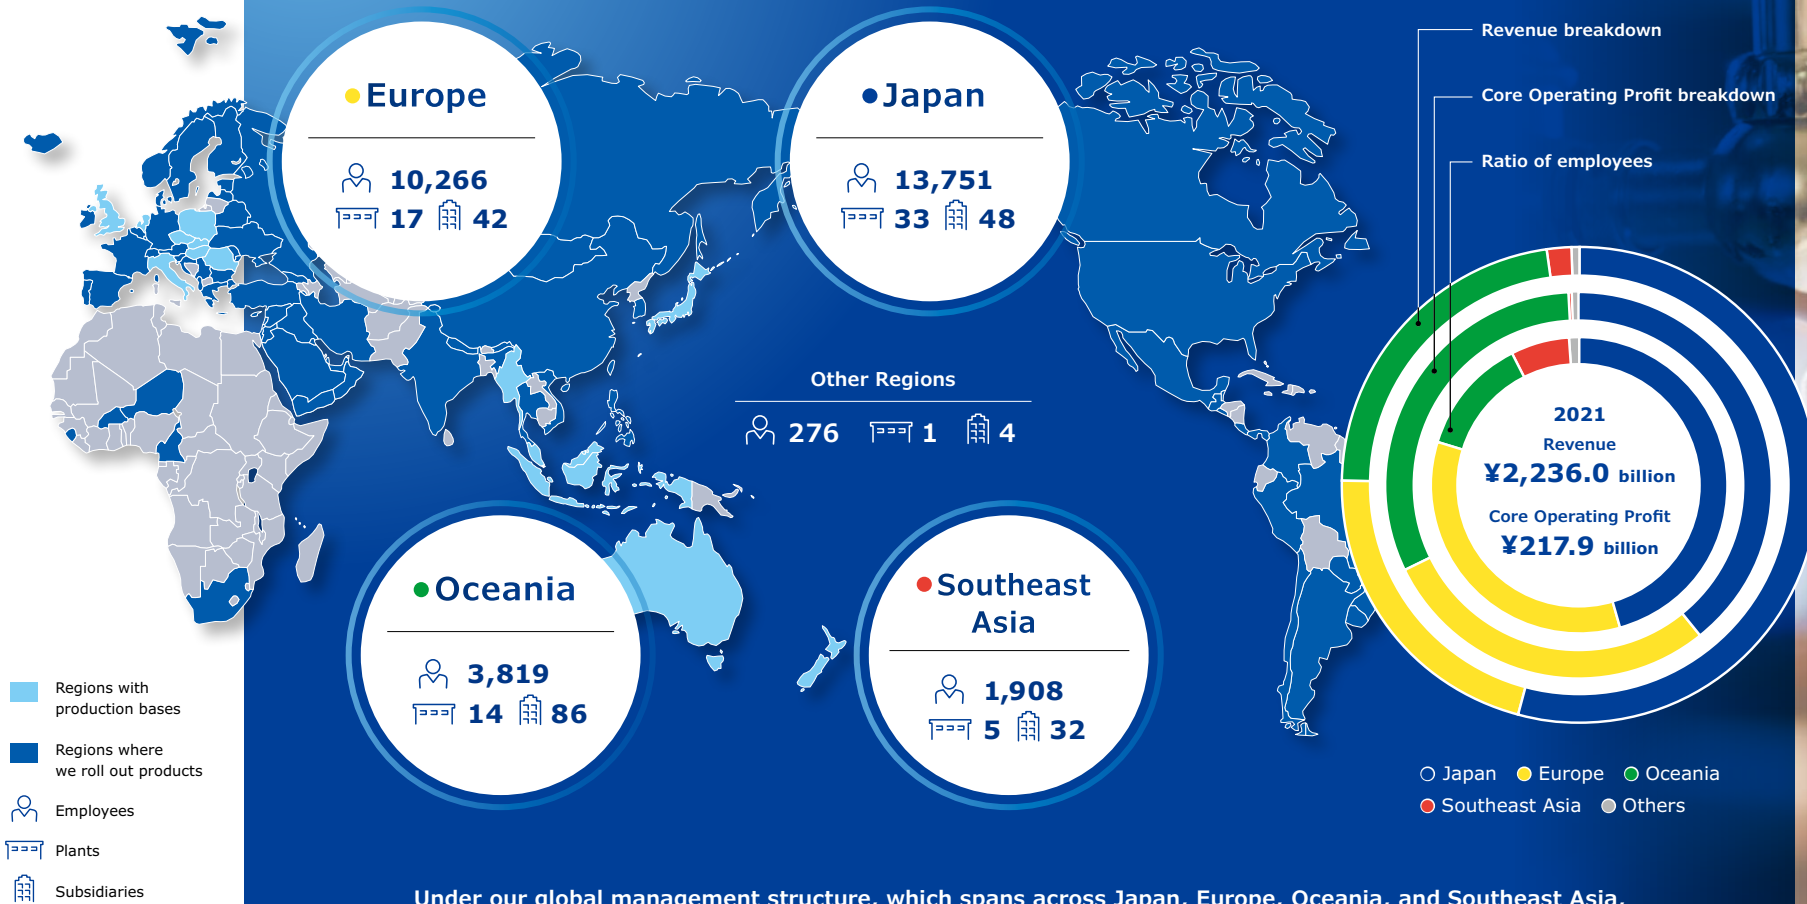 Europe
10,266
17 42
Japan
13,751
33 48
Other Regions
276 1 4
Oceania
3,819
14 86
Southeast
Asia
1,908
5 32
Revenue breakdown
Core Operating Profit breakdown
Ratio of employees
2021
Revenue
¥2,236.0 billion
Core Operating Profit
¥217.9 billion
Japan Europe Oceania
Southeast Asia Others
Regions with
production bases
Regions where
we roll out products
Employees
Plants
Subsidiaries
Under our global management structure, which spans across Japan, Europe, Oceania, and Southeast Asia,